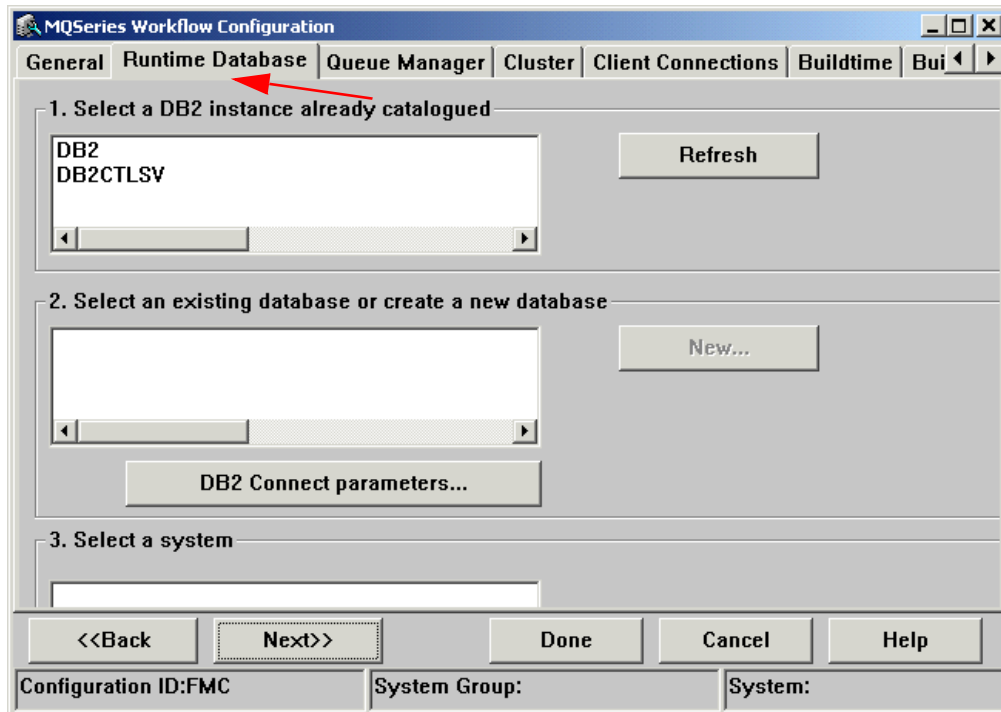 MQSeries Workflow Configuration
General Runtime Database Queue Manager Cluster Client Connections Buildtime Bui
1. Select a DB2 instance already catalogued
DB2
DB2CTLSV
Refresh
2. Select an existing database or create a new database
New...
DB2 Connect parameters...
3. Select a system
<<Back Next>> Done Cancel Help
Configuration ID:FMC System Group: System: